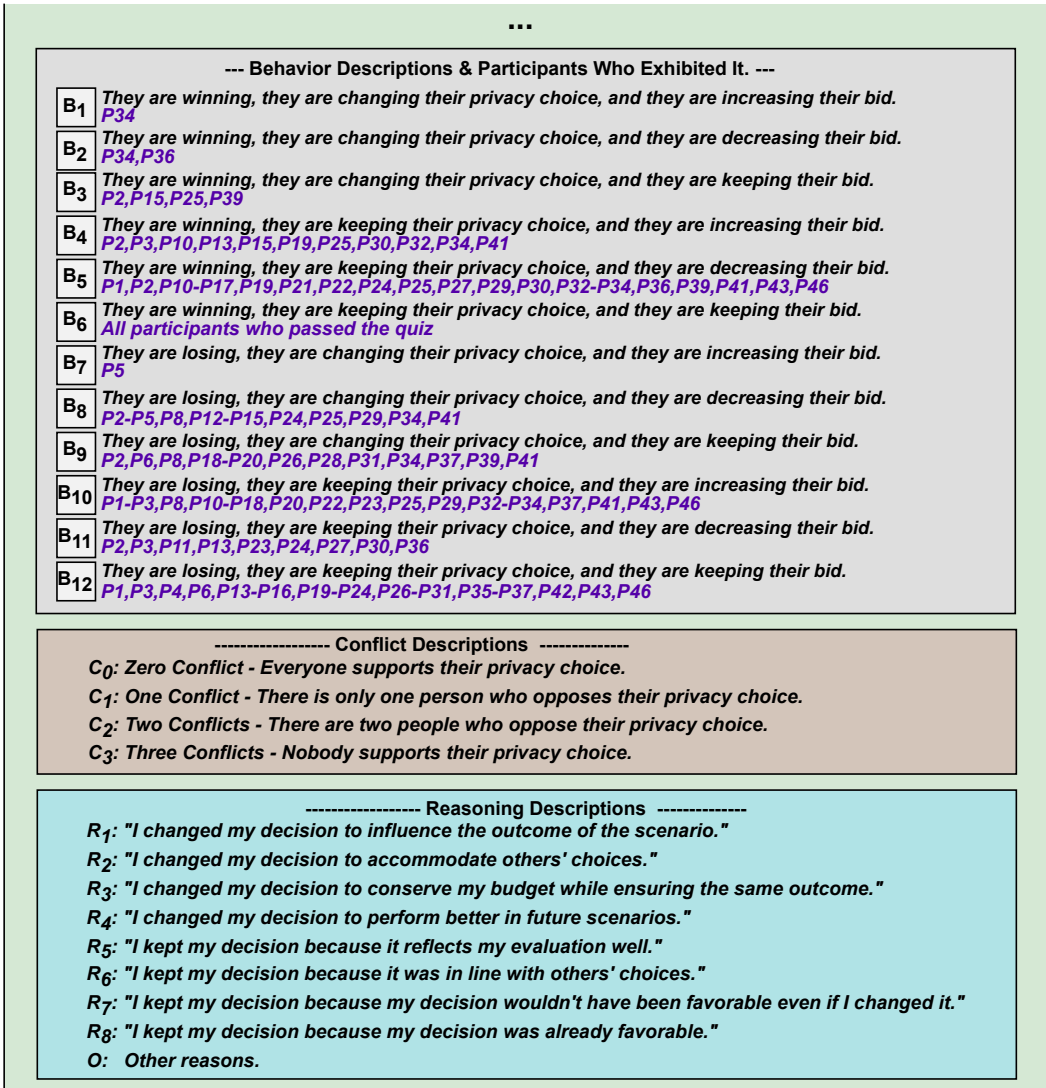 ...
--- Behavior Descriptions & Participants Who Exhibited It. ---
B1 They are winning, they are changing their privacy choice, and they are increasing their bid.
P34
B2 They are winning, they are changing their privacy choice, and they are decreasing their bid.
P34,P36
B3 They are winning, they are changing their privacy choice, and they are keeping their bid.
P2,P15,P25,P39
B4 They are winning, they are keeping their privacy choice, and they are increasing their bid.
P2,P3,P10,P13,P15,P19,P25,P30,P32,P34,P41
B5 They are winning, they are keeping their privacy choice, and they are decreasing their bid.
P1,P2,P10-P17,P19,P21,P22,P24,P25,P27,P29,P30,P32-P34,P36,P39,P41,P43,P46
B6 They are winning, they are keeping their privacy choice, and they are keeping their bid.
All participants who passed the quiz
B7 They are losing, they are changing their privacy choice, and they are increasing their bid.
P5
B8 They are losing, they are changing their privacy choice, and they are decreasing their bid.
P2-P5,P8,P12-P15,P24,P25,P29,P34,P41
B9 They are losing, they are changing their privacy choice, and they are keeping their bid.
P2,P6,P8,P18-P20,P26,P28,P31,P34,P37,P39,P41
B10 They are losing, they are keeping their privacy choice, and they are increasing their bid.
P1-P3,P8,P10-P18,P20,P22,P23,P25,P29,P32-P34,P37,P41,P43,P46
B11 They are losing, they are keeping their privacy choice, and they are decreasing their bid.
P2,P3,P11,P13,P23,P24,P27,P30,P36
B12 They are losing, they are keeping their privacy choice, and they are keeping their bid.
P1,P3,P4,P6,P13-P16,P19-P24,P26-P31,P35-P37,P42,P43,P46
------------------ Conflict Descriptions --------------
C0: Zero Conflict - Everyone supports their privacy choice.
C1: One Conflict - There is only one person who opposes their privacy choice.
C2: Two Conflicts - There are two people who oppose their privacy choice.
C3: Three Conflicts - Nobody supports their privacy choice.
------------------ Reasoning Descriptions --------------
R1: "I changed my decision to influence the outcome of the scenario."
R2: "I changed my decision to accommodate others' choices."
R3: "I changed my decision to conserve my budget while ensuring the same outcome."
R4: "I changed my decision to perform better in future scenarios."
R5: "I kept my decision because it reflects my evaluation well."
R6: "I kept my decision because it was in line with others' choices."
R7: "I kept my decision because my decision wouldn't have been favorable even if I changed it."
R8: "I kept my decision because my decision was already favorable."
O: Other reasons.